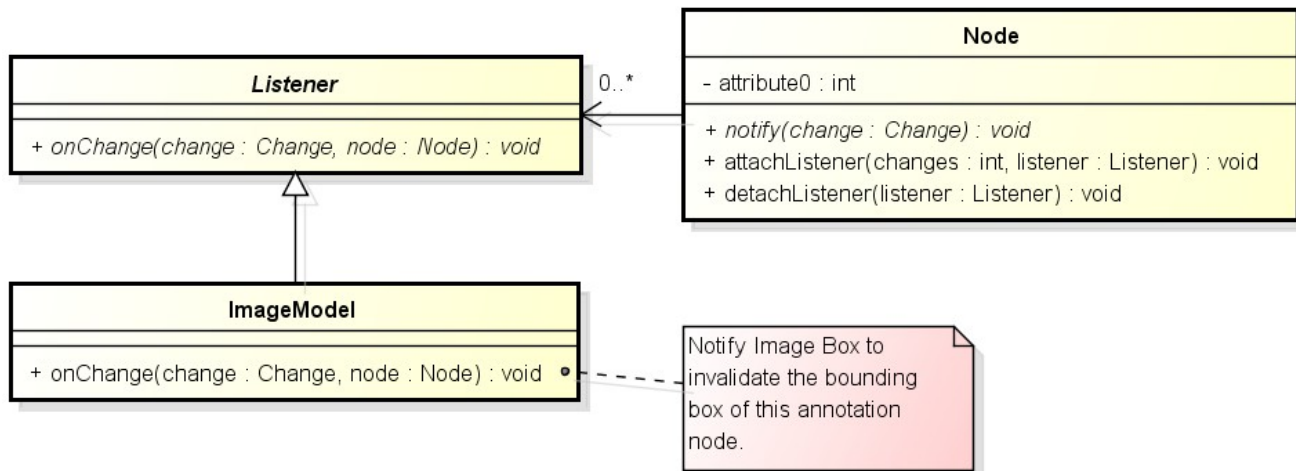 Listener
+ onChange(change : Change, node : Node) : void
0..*
Node
- attribute0 : int
+ notify(change : Change) : void
+ attachListener(changes : int, listener : Listener) : void
+ detachListener(listener : Listener) : void
ImageModel
+ onChange(change : Change, node : Node) : void
Notify Image Box to
invalidate the bounding
box of this annotation
node.